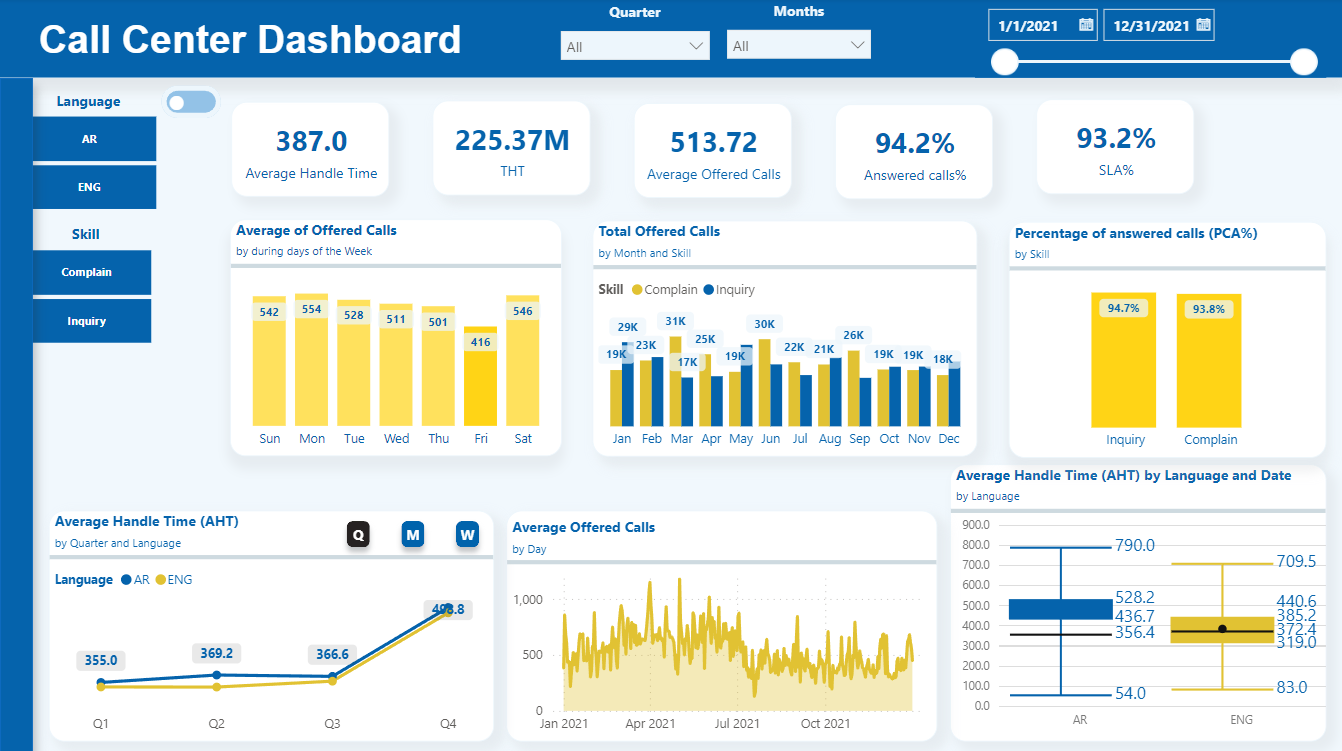 Call Center Dashboard
Quarter
All
Months
All
1/1/2021
12/31/2021
Language
AR
ENG
Skill
Complain
Inquiry
387.0
Average Handle Time
225.37M
THT
513.72
Average Offered Calls
94.2%
Answered calls%
93.2%
SLA%
Average of Offered Calls
by during days of the Week
542 554 528 511 501 416 546
Sun Mon Tue Wed Thu Fri Sat
Total Offered Calls
by Month and Skill
Skill Complain Inquiry
19K 29K 23K 31K 17K 25K 19K 30K 22K 21K 26K 19K 19K 18K
Jan Feb Mar Apr May Jun Jul Aug Sep Oct Nov Dec
Percentage of answered calls (PCA%)
by Skill
94.7% 93.8%
Inquiry Complain
Average Handle Time (AHT)
by Quarter and Language
Q M W
Language AR ENG
355.0 369.2 366.6
Q1 Q2 Q3 Q4
Average Offered Calls
by Day
1,000
500
0
Jan 2021 Apr 2021 Jul 2021 Oct 2021
Average Handle Time (AHT) by Language and Date
by Language
900.0
800.0
700.0
600.0
500.0
400.0
300.0
200.0
100.0
0.0
790.0
528.2
436.7
356.4
54.0
709.5
440.6
385.2
372.4
319.0
83.0
AR ENG